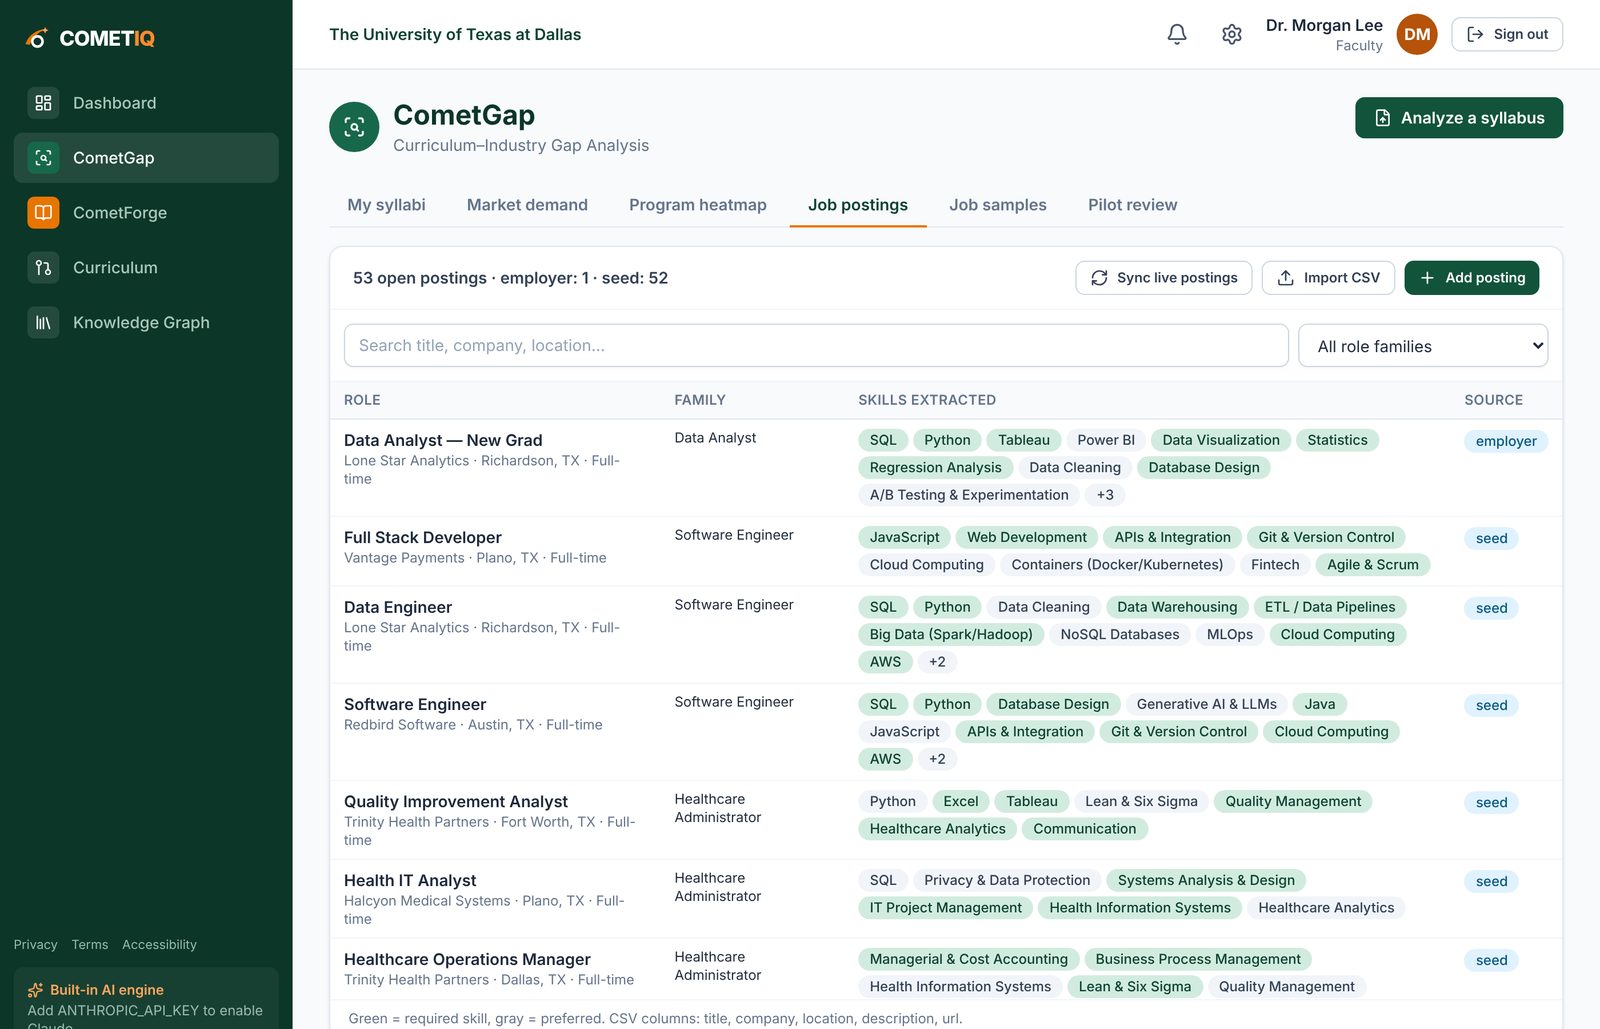 COMETIQ
Dashboard
CometGap
CometForge
Curriculum
Knowledge Graph
Privacy Terms Accessibility
Built-in AI engine
Add ANTHROPIC_API_KEY to enable
Claude
The University of Texas at Dallas
Dr. Morgan Lee
Faculty
DM
Sign out
CometGap
Curriculum–Industry Gap Analysis
Analyze a syllabus
My syllabi Market demand Program heatmap Job postings Job samples Pilot review
53 open postings · employer: 1 · seed: 52
Sync live postings Import CSV Add posting
Search title, company, location...
All role families
ROLE FAMILY SKILLS EXTRACTED SOURCE
Data Analyst — New Grad
Lone Star Analytics · Richardson, TX · Full-
time
Data Analyst
SQL Python Tableau Power BI Data Visualization Statistics
Regression Analysis Data Cleaning Database Design
A/B Testing & Experimentation +3
employer
Full Stack Developer
Vantage Payments · Plano, TX · Full-time
Software Engineer
JavaScript Web Development APIs & Integration Git & Version Control
Cloud Computing Containers (Docker/Kubernetes) Fintech Agile & Scrum
seed
Data Engineer
Lone Star Analytics · Richardson, TX · Full-
time
Software Engineer
SQL Python Data Cleaning Data Warehousing ETL / Data Pipelines
Big Data (Spark/Hadoop) NoSQL Databases MLOps Cloud Computing
AWS +2
seed
Software Engineer
Redbird Software · Austin, TX · Full-time
Software Engineer
SQL Python Database Design Generative AI & LLMs Java
JavaScript APIs & Integration Git & Version Control Cloud Computing
AWS +2
seed
Quality Improvement Analyst
Trinity Health Partners · Fort Worth, TX · Full-
time
Healthcare
Administrator
Python Excel Tableau Lean & Six Sigma Quality Management
Healthcare Analytics Communication
seed
Health IT Analyst
Halcyon Medical Systems · Plano, TX · Full-
time
Healthcare
Administrator
SQL Privacy & Data Protection Systems Analysis & Design
IT Project Management Health Information Systems Healthcare Analytics
seed
Healthcare Operations Manager
Trinity Health Partners · Dallas, TX · Full-time
Healthcare
Administrator
Managerial & Cost Accounting Business Process Management
Health Information Systems Lean & Six Sigma Quality Management
seed
Green = required skill, gray = preferred. CSV columns: title, company, location, description, url.